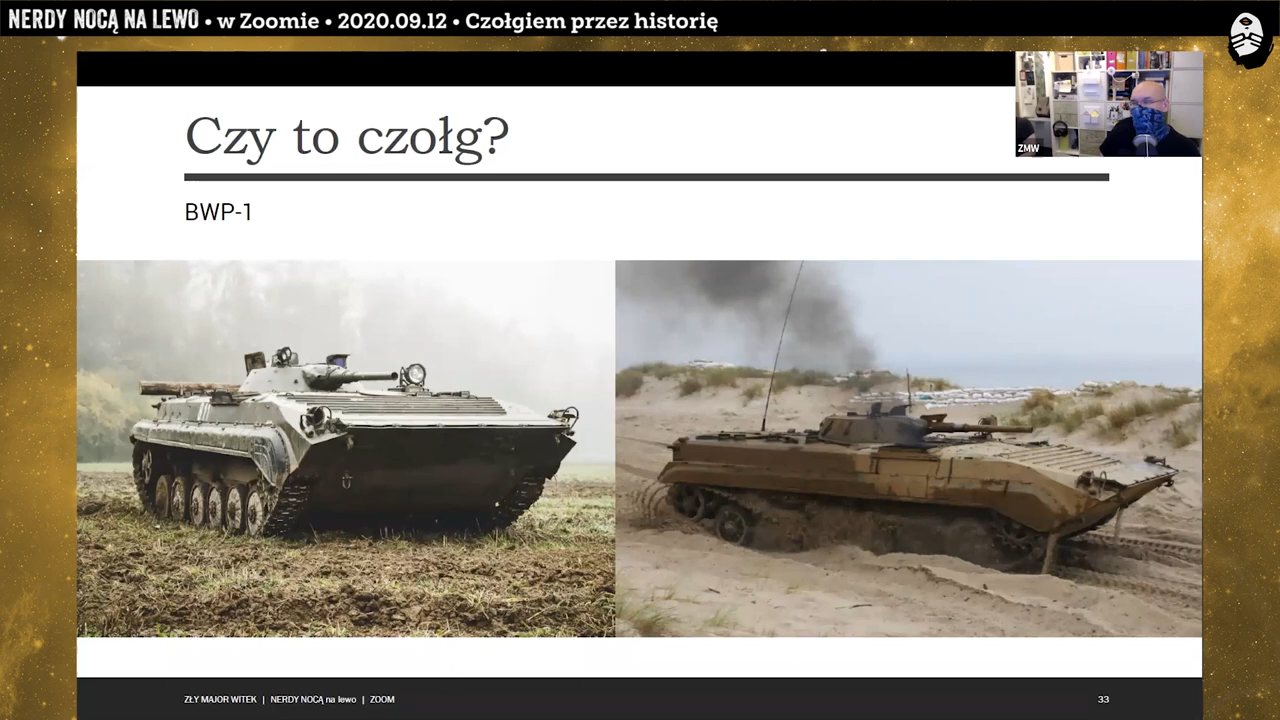 NERDY NOCĄ NA LEWO • w Zoomie • 2020.09.12 • Czołgiem przez historię
ZMW
Czy to czołg?
BWP-1
ZŁY MAJOR WITEK | NERDY NOCĄ na lewo | ZOOM
33